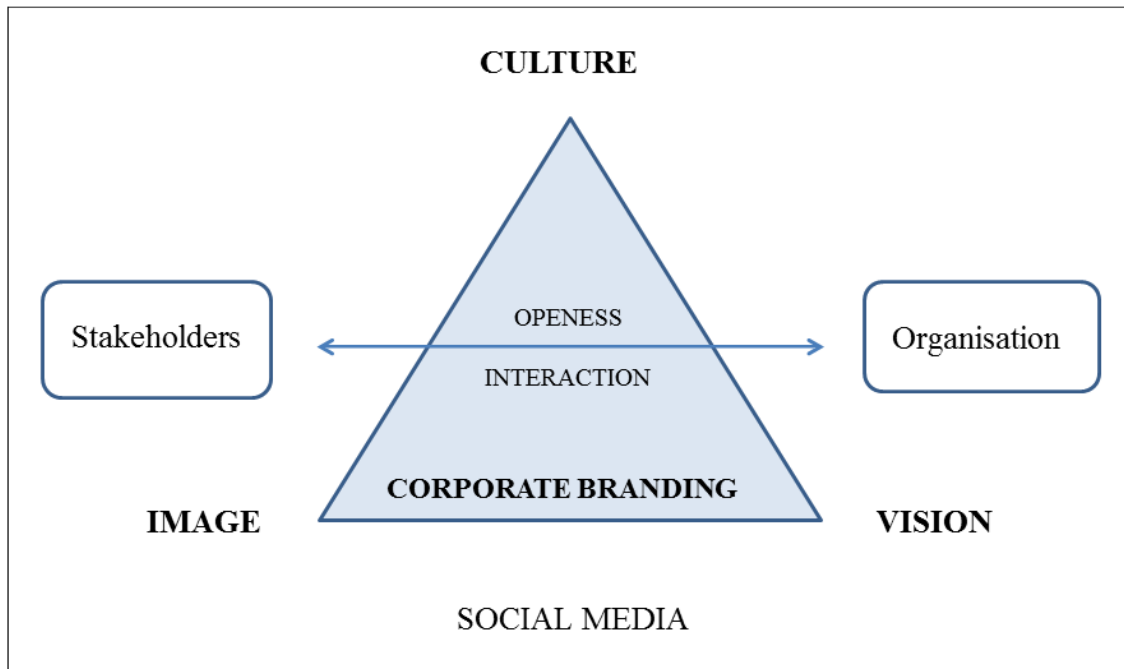 CULTURE
OPENESS
Stakeholders
Organisation
INTERACTION
CORPORATE BRANDING
IMAGE
VISION
SOCIAL MEDIA